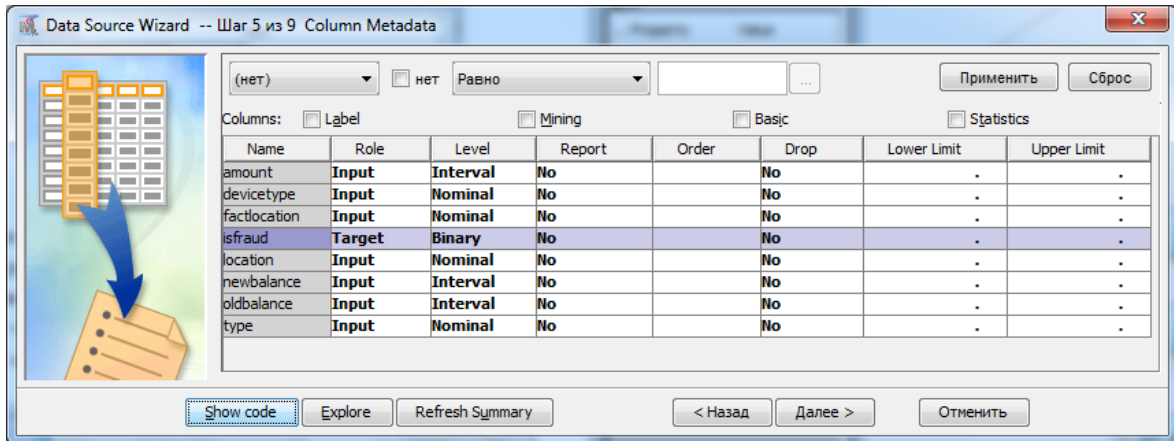 Data Source Wizard -- Шаг 5 из 9 Column Metadata
(нет) нет Равно ... Применить Сброс
Columns: Label Mining Basic Statistics
Name Role Level Report Order Drop Lower Limit Upper Limit
amount Input Interval No No . .
devicetype Input Nominal No No . .
factlocation Input Nominal No No . .
isfraud Target Binary No No . .
location Input Nominal No No . .
newbalance Input Interval No No . .
oldbalance Input Interval No No . .
type Input Nominal No No . .
Show code Explore Refresh Summary < Назад Далее > Отменить